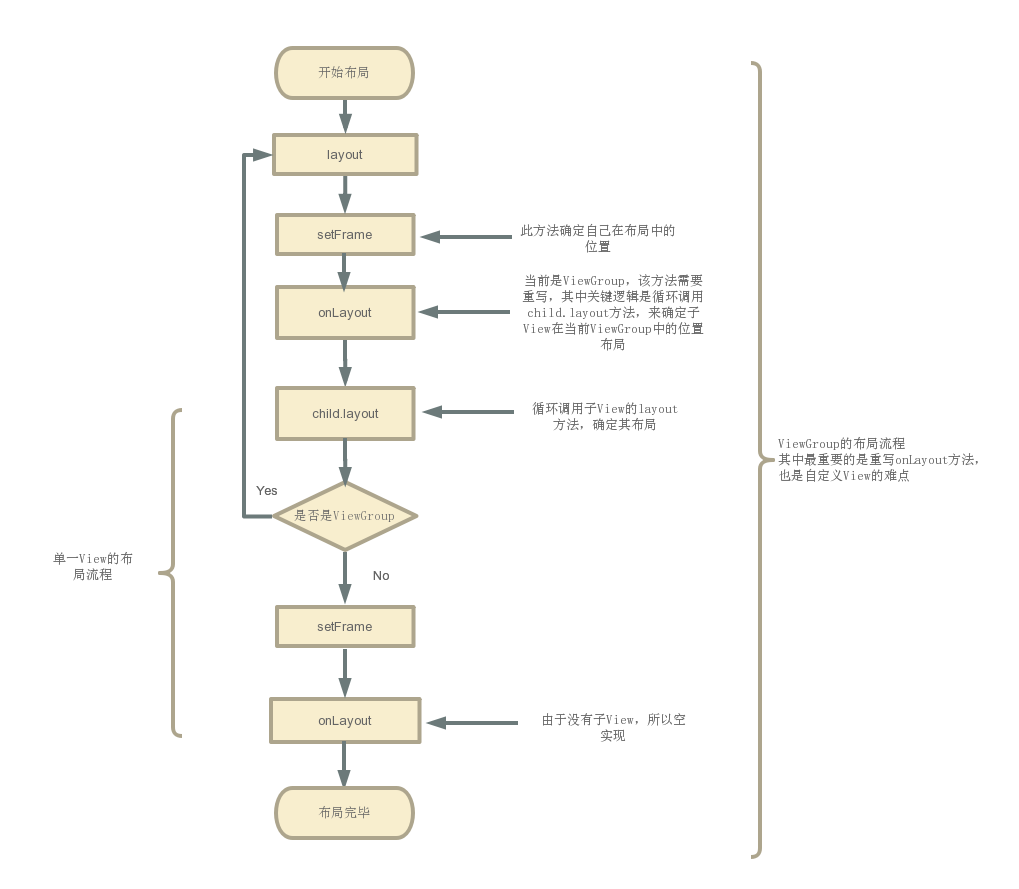 开始布局
layout
setFrame
此方法确定自己在布局中的
位置
onLayout
当前是ViewGroup，该方法需要
重写，其中关键逻辑是循环调用
child.layout方法，来确定子
View在当前ViewGroup中的位置
布局
child.layout
循环调用子View的layout
方法，确定其布局
ViewGroup的布局流程
其中最重要的是重写onLayout方法，
也是自定义View的难点
Yes
是否是ViewGroup
单一View的布
局流程
No
setFrame
onLayout
由于没有子View，所以空
实现
布局完毕